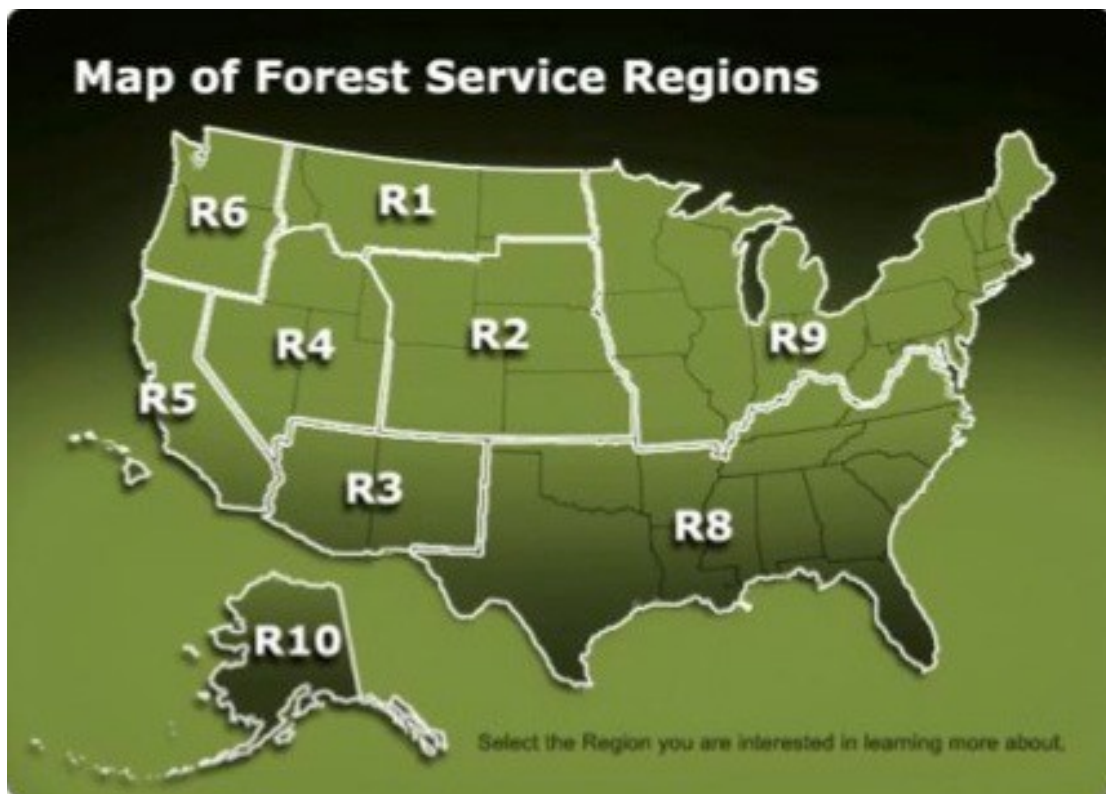 Map of Forest Service Regions
R6
R1
R4
R2
R9
R5
R3
R8
R10
Select the Region you are interested in learning more about.